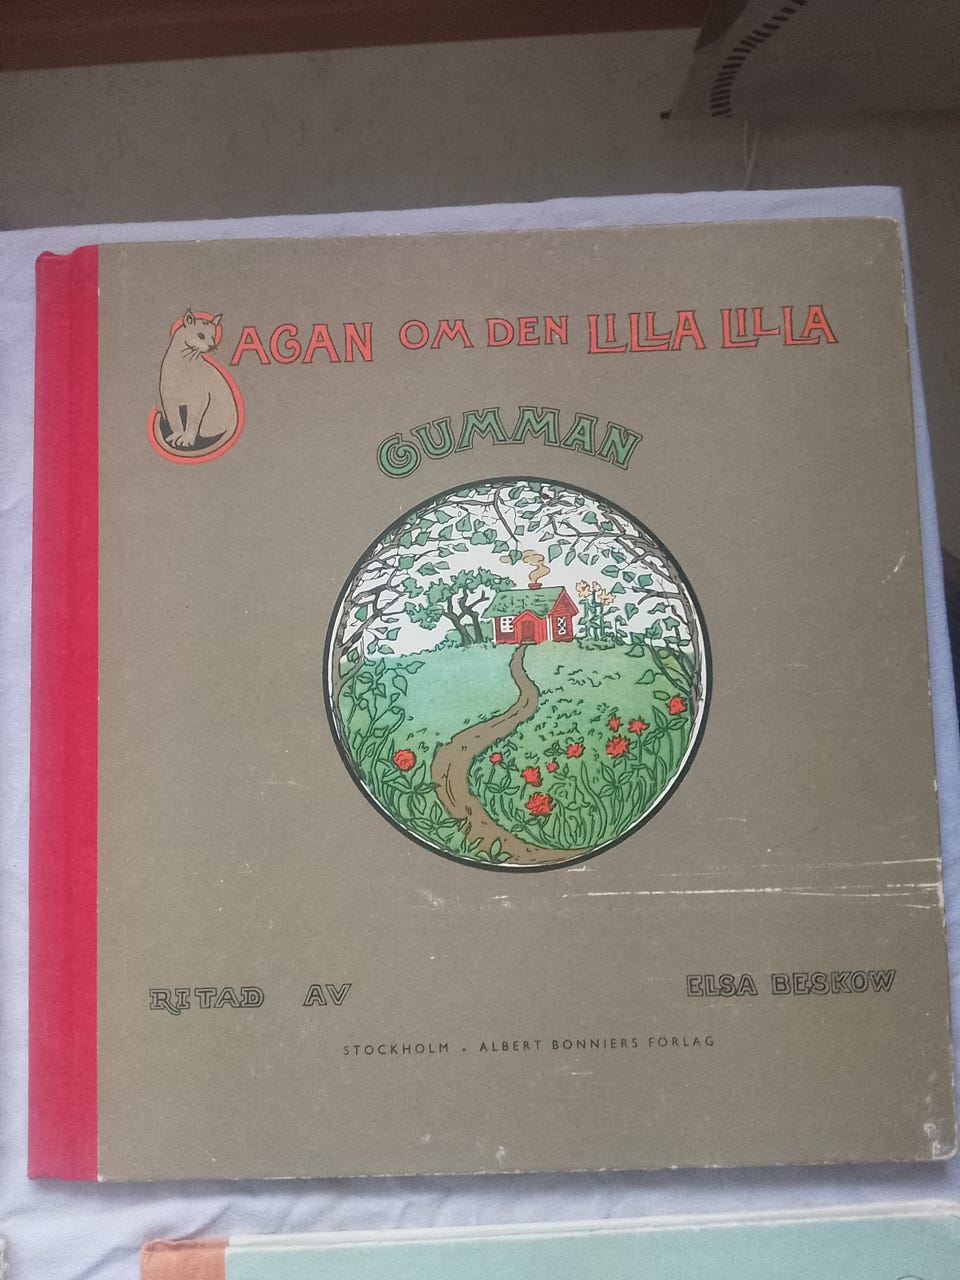 SAGAN OM DEN LILLA LILLA
GUMMAN
RITAD AV ELSA BESKOW
STOCKHOLM . ALBERT BONNIERS FÖRLAG